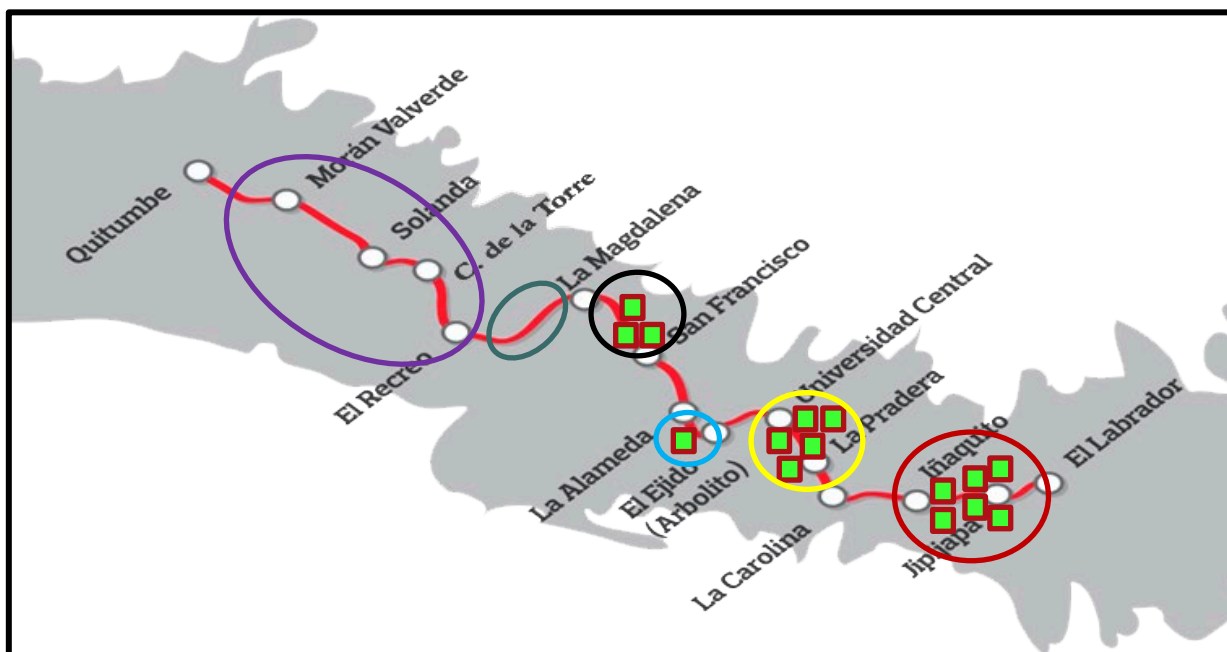 Quitumbe
Morán Valverde
Solanda
C. de la Torre
El Recreo
La Magdalena
San Francisco
La Alameda
El Ejido
(Arbolito)
Universidad Central
La Pradera
La Carolina
Iñaquito
Jipijapa
El Labrador